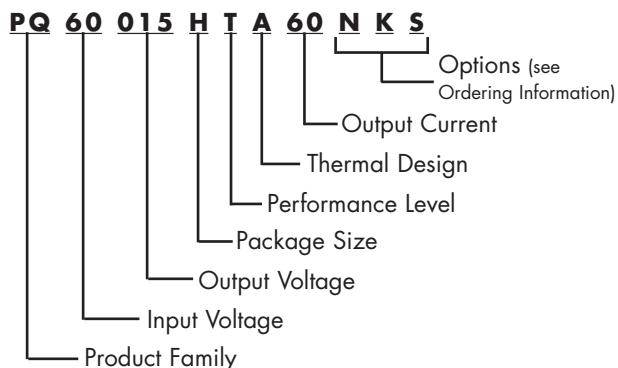 PQ 60 015 H T A 60 N K S
Options (see
Ordering Information)
Output Current
Thermal Design
Performance Level
Package Size
Output Voltage
Input Voltage
Product Family